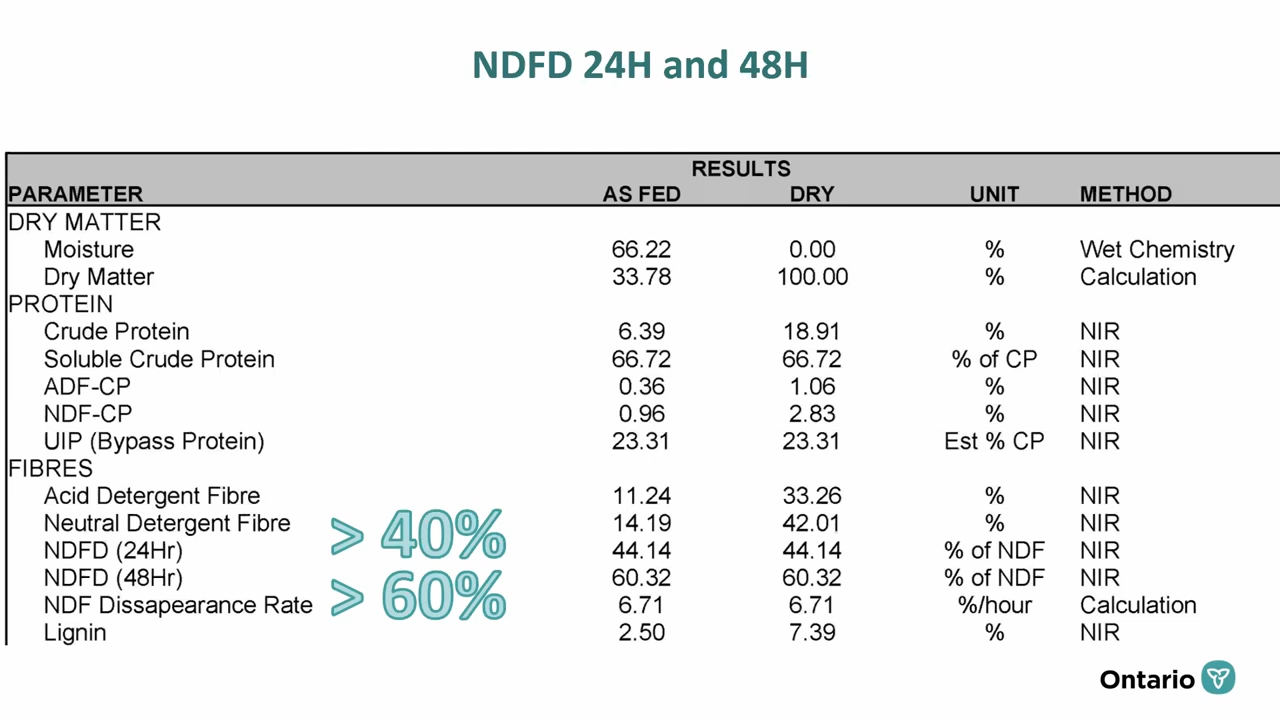 NDFD 24H and 48H
RESULTS
PARAMETER AS FED DRY UNIT METHOD
DRY MATTER
Moisture 66.22 0.00 % Wet Chemistry
Dry Matter 33.78 100.00 % Calculation
PROTEIN
Crude Protein 6.39 18.91 % NIR
Soluble Crude Protein 66.72 66.72 % of CP NIR
ADF-CP 0.36 1.06 % NIR
NDF-CP 0.96 2.83 % NIR
UIP (Bypass Protein) 23.31 23.31 Est % CP NIR
FIBRES
Acid Detergent Fibre 11.24 33.26 % NIR
Neutral Detergent Fibre 14.19 42.01 % NIR
> 40%
NDFD (24Hr) 44.14 44.14 % of NDF NIR
NDFD (48Hr) 60.32 60.32 % of NDF NIR
> 60%
NDF Dissapearance Rate 6.71 6.71 %/hour Calculation
Lignin 2.50 7.39 % NIR
Ontario